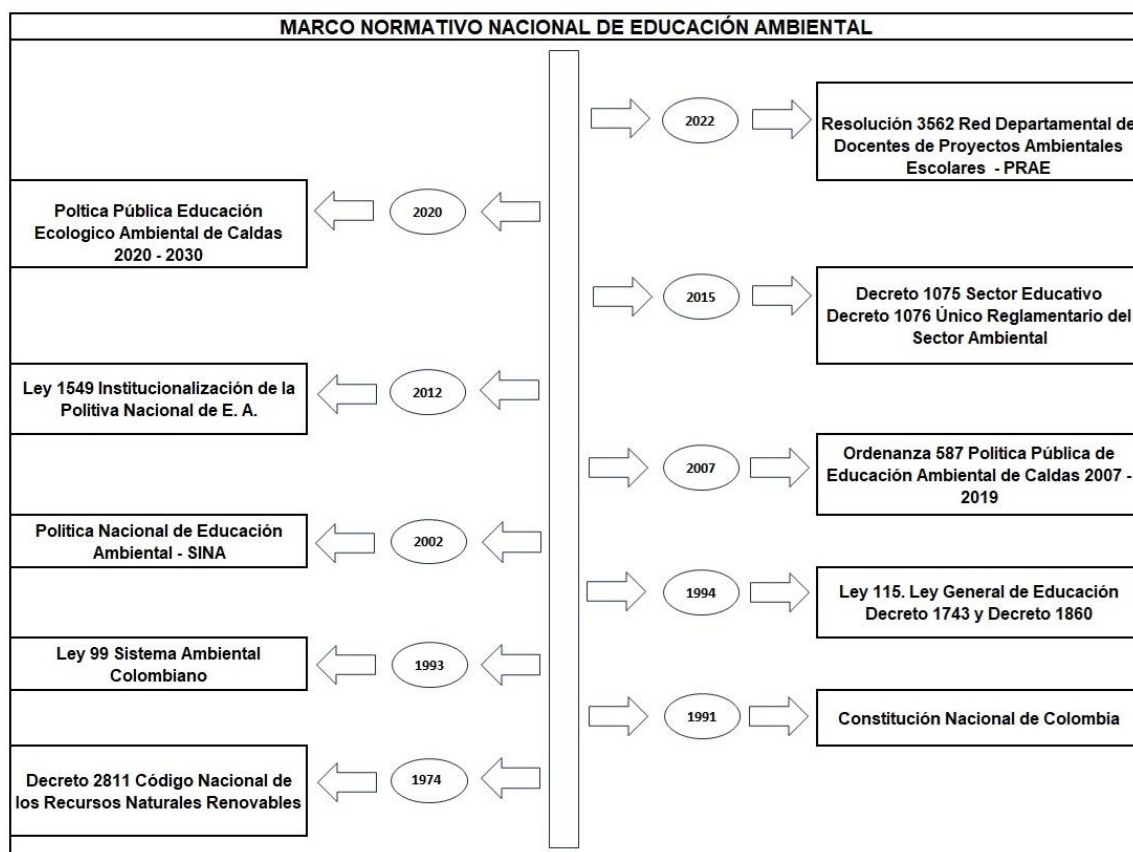 MARCO NORMATIVO NACIONAL DE EDUCACIÓN AMBIENTAL
2022
Resolución 3562 Red Departamental de
Docentes de Proyectos Ambientales
Escolares - PRAE
Poltica Pública Educación
Ecologico Ambiental de Caldas
2020 - 2030
2020
2015
Decreto 1075 Sector Educativo
Decreto 1076 Único Reglamentario del
Sector Ambiental
Ley 1549 Institucionalización de la
Politiva Nacional de E. A.
2012
2007
Ordenanza 587 Politica Pública de
Educación Ambiental de Caldas 2007 -
2019
Politica Nacional de Educación
Ambiental - SINA
2002
1994
Ley 115. Ley General de Educación
Decreto 1743 y Decreto 1860
Ley 99 Sistema Ambiental
Colombiano
1993
1991
Constitución Nacional de Colombia
Decreto 2811 Código Nacional de
los Recursos Naturales Renovables
1974